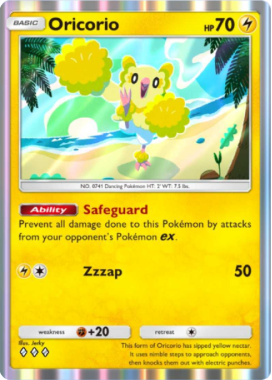 BASIC
Oricorio
HP 70
NO. 0741 Dancing Pokémon HT: 2' WT: 7.5 lbs.
Ability Safeguard
Prevent all damage done to this Pokémon by attacks
from your opponent's Pokémon ex.
Zzzap 50
weakness +20 retreat
Illus. Jerky
This form of Oricorio has sipped yellow nectar.
It uses nimble steps to approach opponents,
then knocks them out with electric punches.